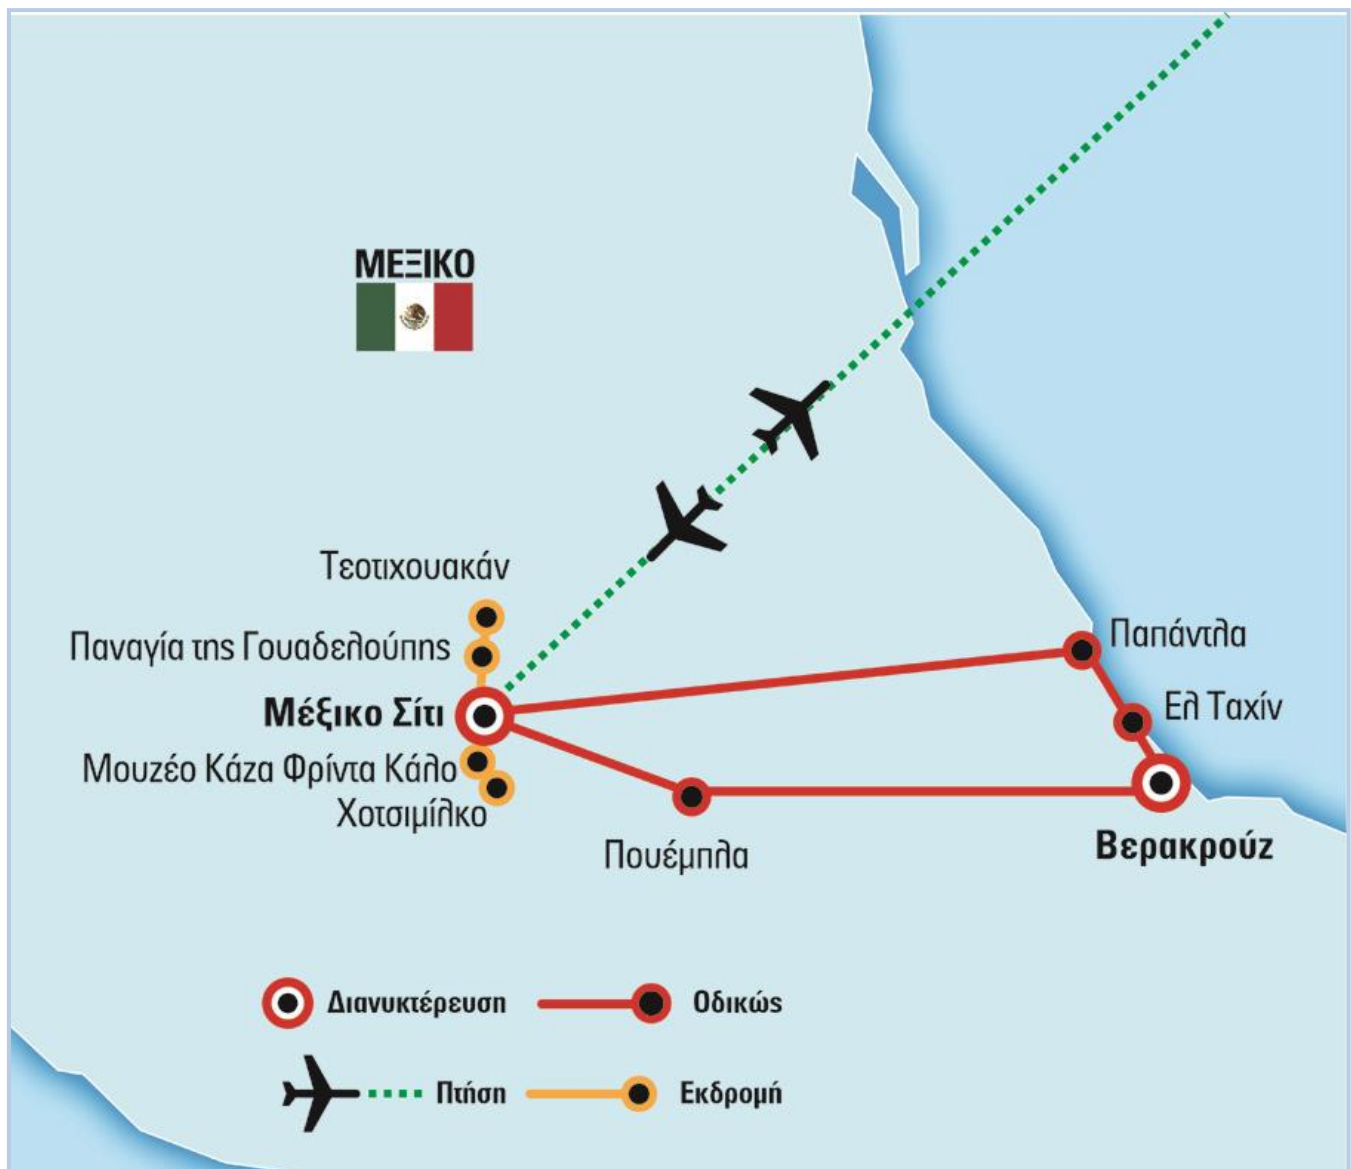 ΜΕΞΙΚΟ
Τεοτιχουακάν
Παναγία της Γουαδελούπης
Παπάντλα
Μέξικο Σίτι
Ελ Ταχίν
Μουζέο Κάζα Φρίντα Κάλο
Χοτσιμίλκο
Πουέμπλα
Βερακρούζ
Διανυκτέρευση
Οδικώς
Πτήση
Εκδρομή